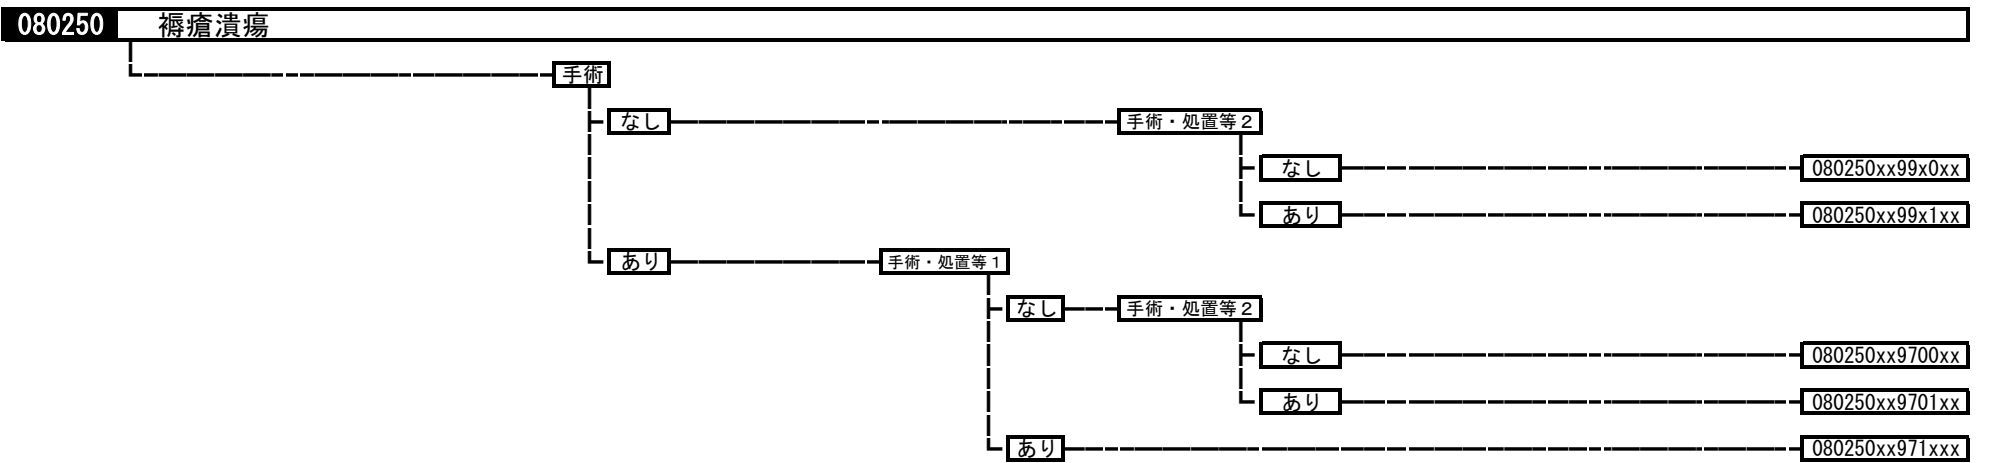 080250 褥瘡潰瘍
手術
なし 手術・処置等２
なし 080250xx99x0xx
あり 080250xx99x1xx
あり 手術・処置等１
なし 手術・処置等２
なし 080250xx9700xx
あり 080250xx9701xx
あり 080250xx971xxx